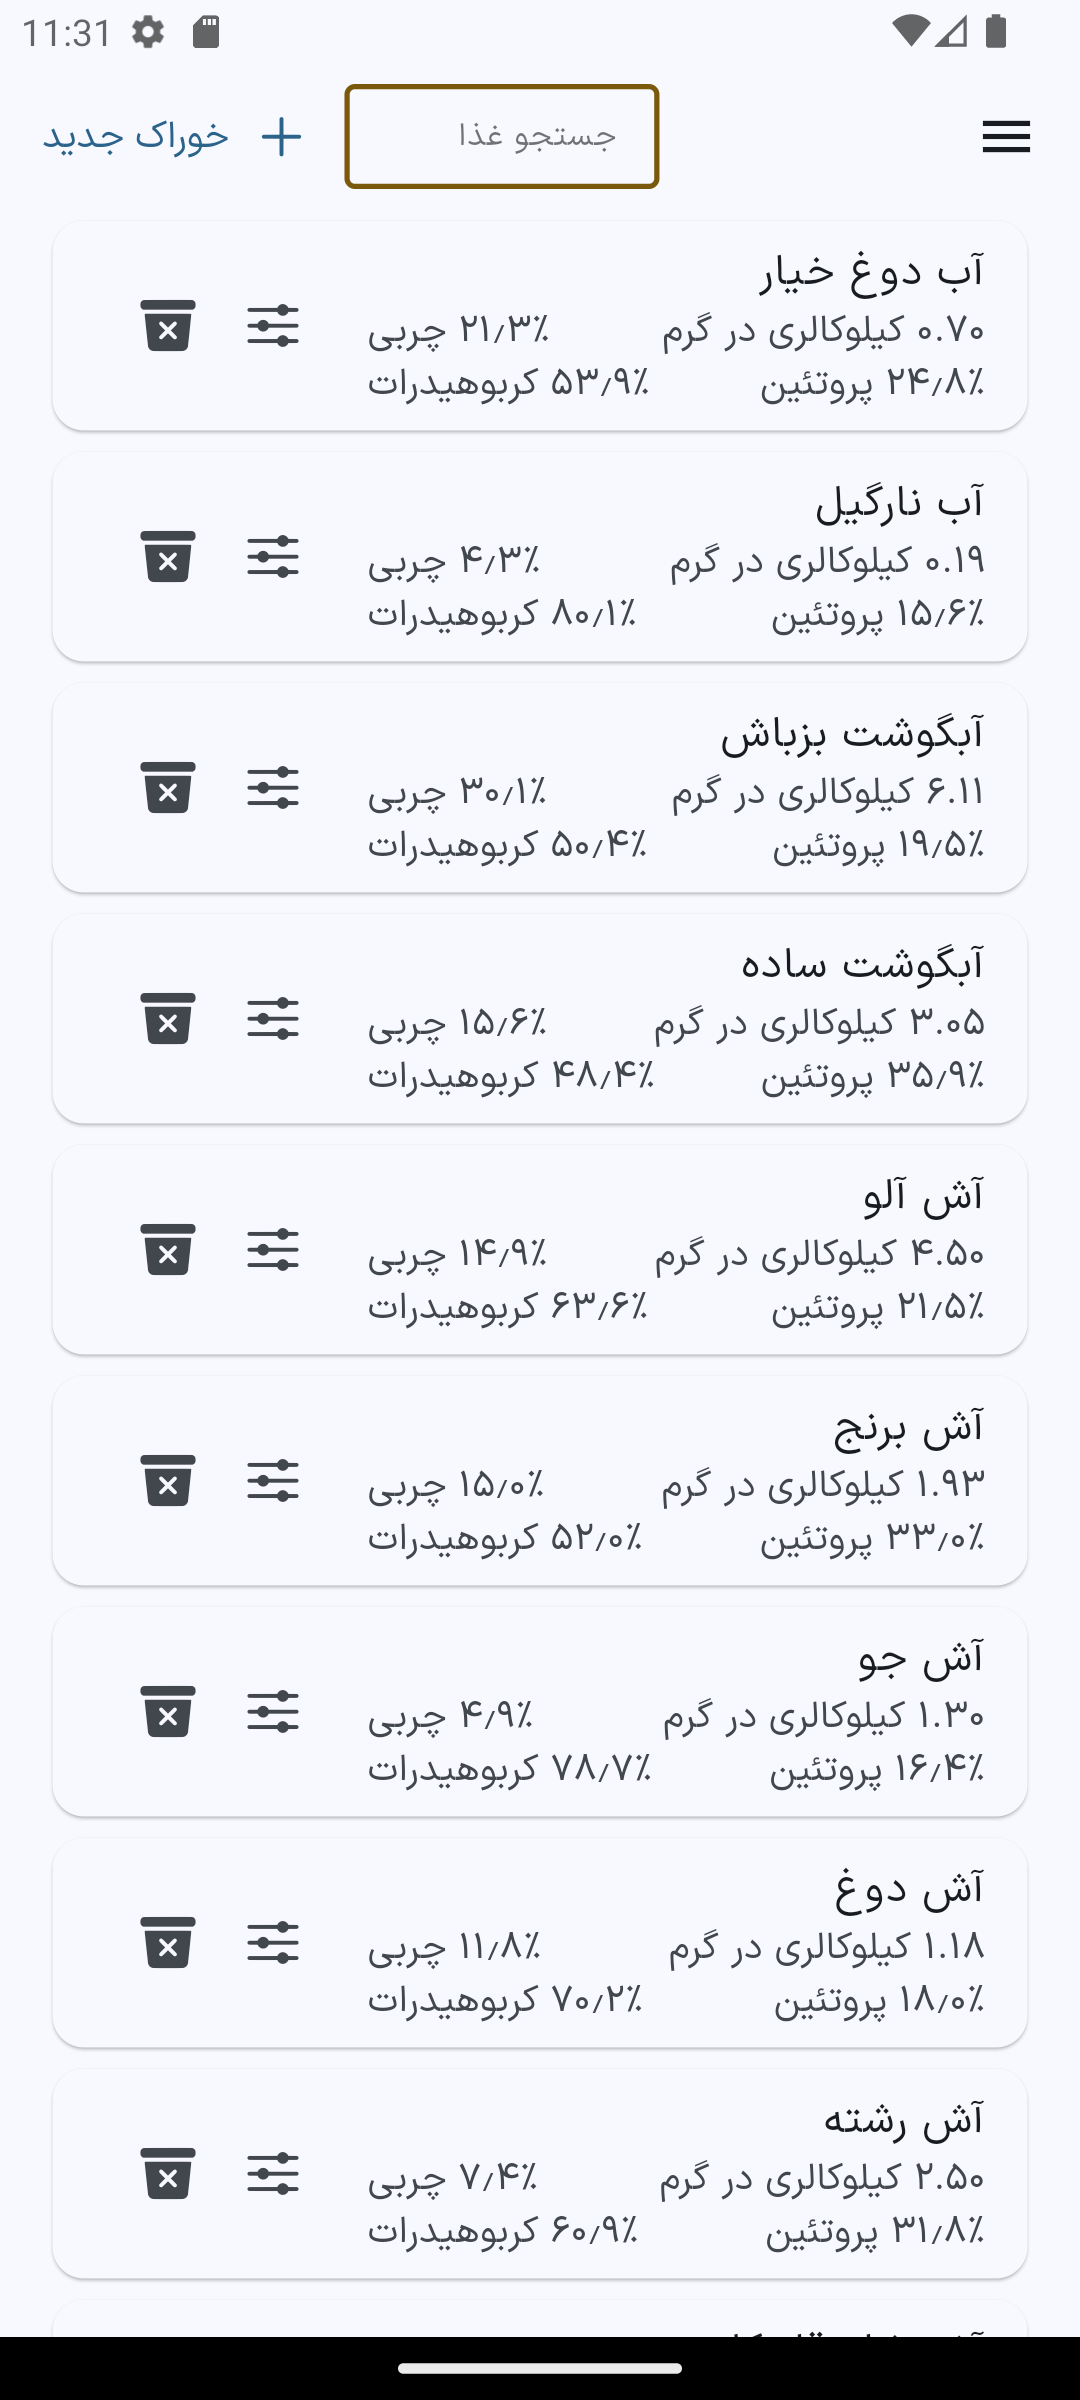 11:31
جستجو غذا
خوراک جدید
آب دوغ خیار
۰.۷۰ کیلوکالری در گرم
۲۱٫۳٪ چربی
۲۴٫۸٪ پروتئین
۵۳٫۹٪ کربوهیدرات
آب نارگیل
۰.۱۹ کیلوکالری در گرم
۴٫۳٪ چربی
۱۵٫۶٪ پروتئین
۸۰٫۱٪ کربوهیدرات
آبگوشت بزباش
۶.۱۱ کیلوکالری در گرم
۳۰٫۱٪ چربی
۱۹٫۵٪ پروتئین
۵۰٫۴٪ کربوهیدرات
آبگوشت ساده
۳.۰۵ کیلوکالری در گرم
۱۵٫۶٪ چربی
۳۵٫۹٪ پروتئین
۴۸٫۴٪ کربوهیدرات
آش آلو
۴.۵۰ کیلوکالری در گرم
۱۴٫۹٪ چربی
۲۱٫۵٪ پروتئین
۶۳٫۶٪ کربوهیدرات
آش برنج
۱.۹۳ کیلوکالری در گرم
۱۵٫۰٪ چربی
۳۳٫۰٪ پروتئین
۵۲٫۰٪ کربوهیدرات
آش جو
۱.۳۰ کیلوکالری در گرم
۴٫۹٪ چربی
۱۶٫۴٪ پروتئین
۷۸٫۷٪ کربوهیدرات
آش دوغ
۱.۱۸ کیلوکالری در گرم
۱۱٫۸٪ چربی
۱۸٫۰٪ پروتئین
۷۰٫۲٪ کربوهیدرات
آش رشته
۲.۵۰ کیلوکالری در گرم
۷٫۴٪ چربی
۳۱٫۸٪ پروتئین
۶۰٫۹٪ کربوهیدرات